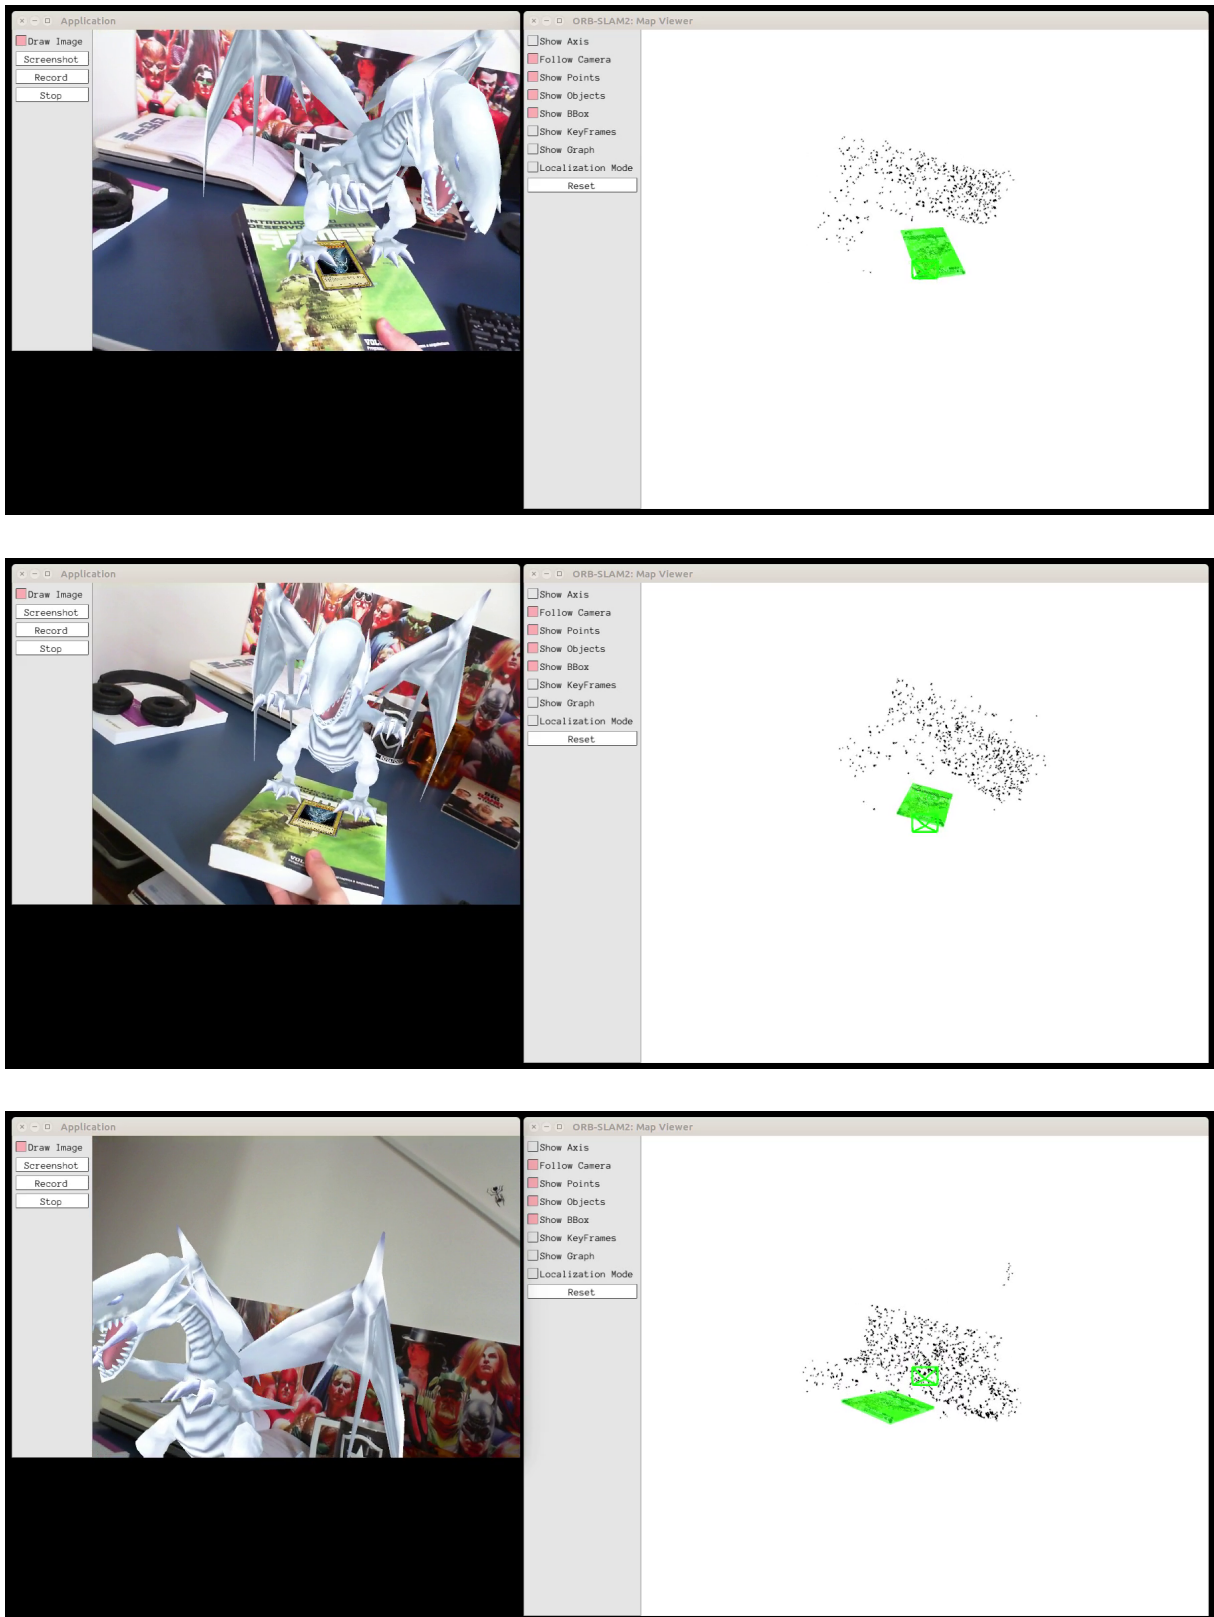 Application
Draw Image
Screenshot
Record
Stop
INTRODUÇÃO
DESENVOLVIMENTO DE
GAMES
ORB-SLAM2: Map Viewer
Show Axis
Follow Camera
Show Points
Show Objects
Show BBox
Show KeyFrames
Show Graph
Localization Mode
Reset
Application
Draw Image
Screenshot
Record
Stop
ORB-SLAM2: Map Viewer
Show Axis
Follow Camera
Show Points
Show Objects
Show BBox
Show KeyFrames
Show Graph
Localization Mode
Reset
Application
Draw Image
Screenshot
Record
Stop
ORB-SLAM2: Map Viewer
Show Axis
Follow Camera
Show Points
Show Objects
Show BBox
Show KeyFrames
Show Graph
Localization Mode
Reset